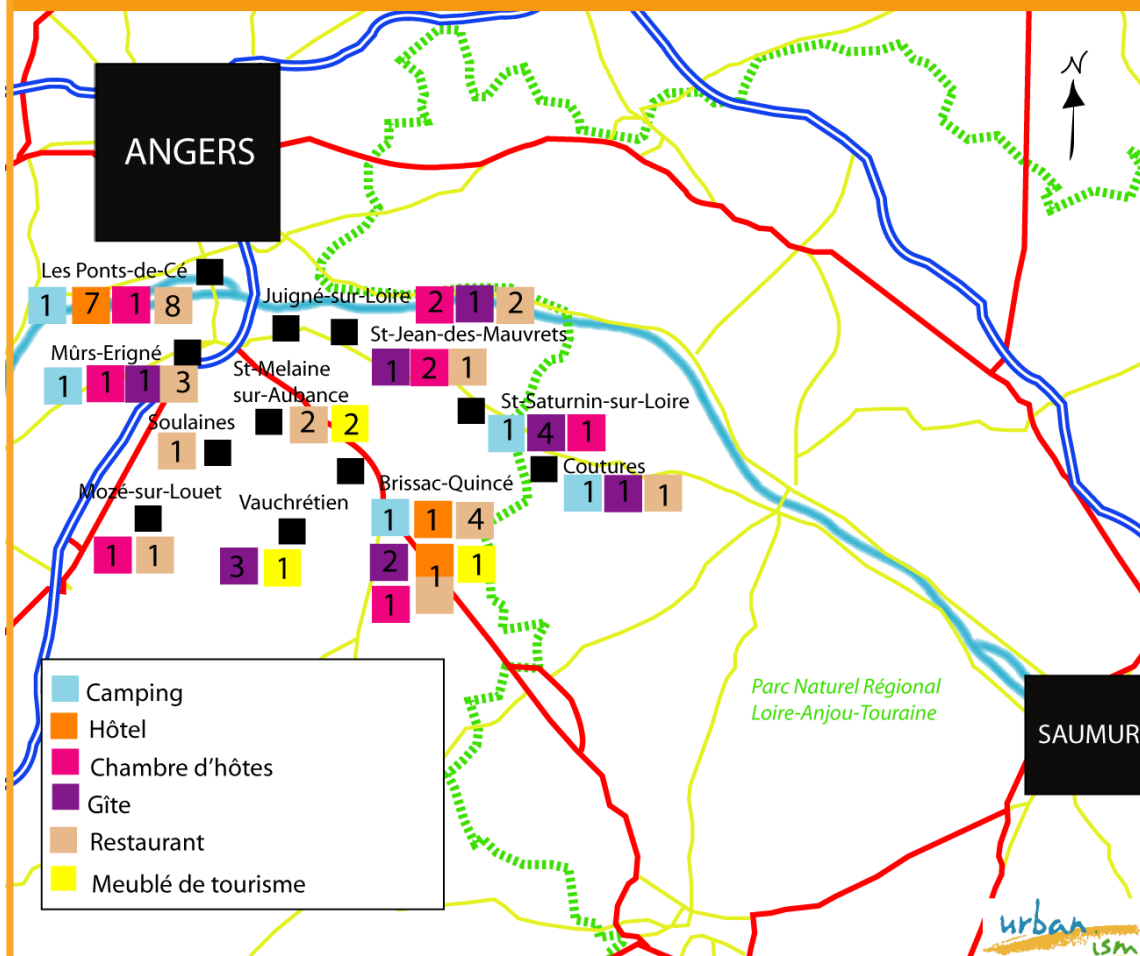 N
ANGERS
Les Ponts-de-Cé
1 7 1 8
Juigné-sur-Loire
2 1 2
St-Jean-des-Mauvrets
1 2 1
Mûrs-Erigné
1 1 1 3
St-Melaine
sur-Aubance
2 2
St-Saturnin-sur-Loire
1 4 1
Soulaines
1
Coutures
1 1 1
Brissac-Quincé
1 1 4
2 1 1
1
Mozé-sur-Louet
1 1
Vauchrétien
3 1
Camping
Hôtel
Chambre d'hôtes
Gîte
Restaurant
Meublé de tourisme
Parc Naturel Régional
Loire-Anjou-Touraine
SAUMUR
urban
ism